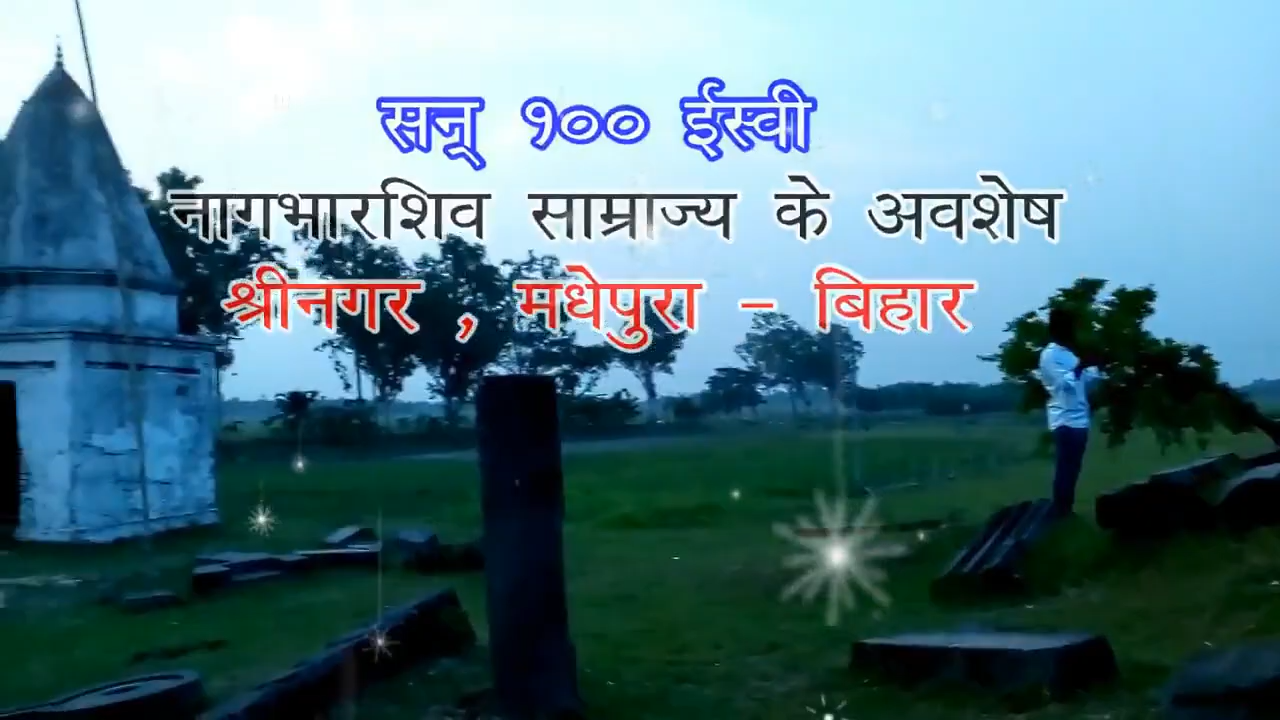 सन् १०० ईस्वी
नागभारशिव साम्राज्य के अवशेष
श्रीनगर , मधेपुरा - बिहार